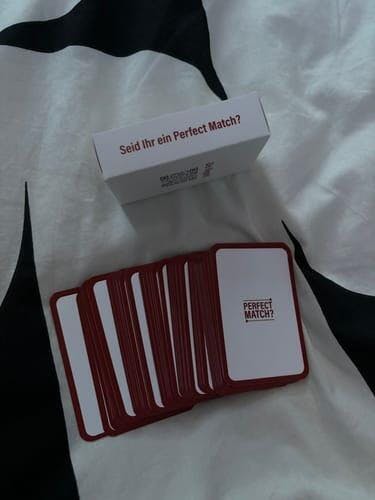 Seid Ihr ein Perfect Match?
PERFECT
MATCH?